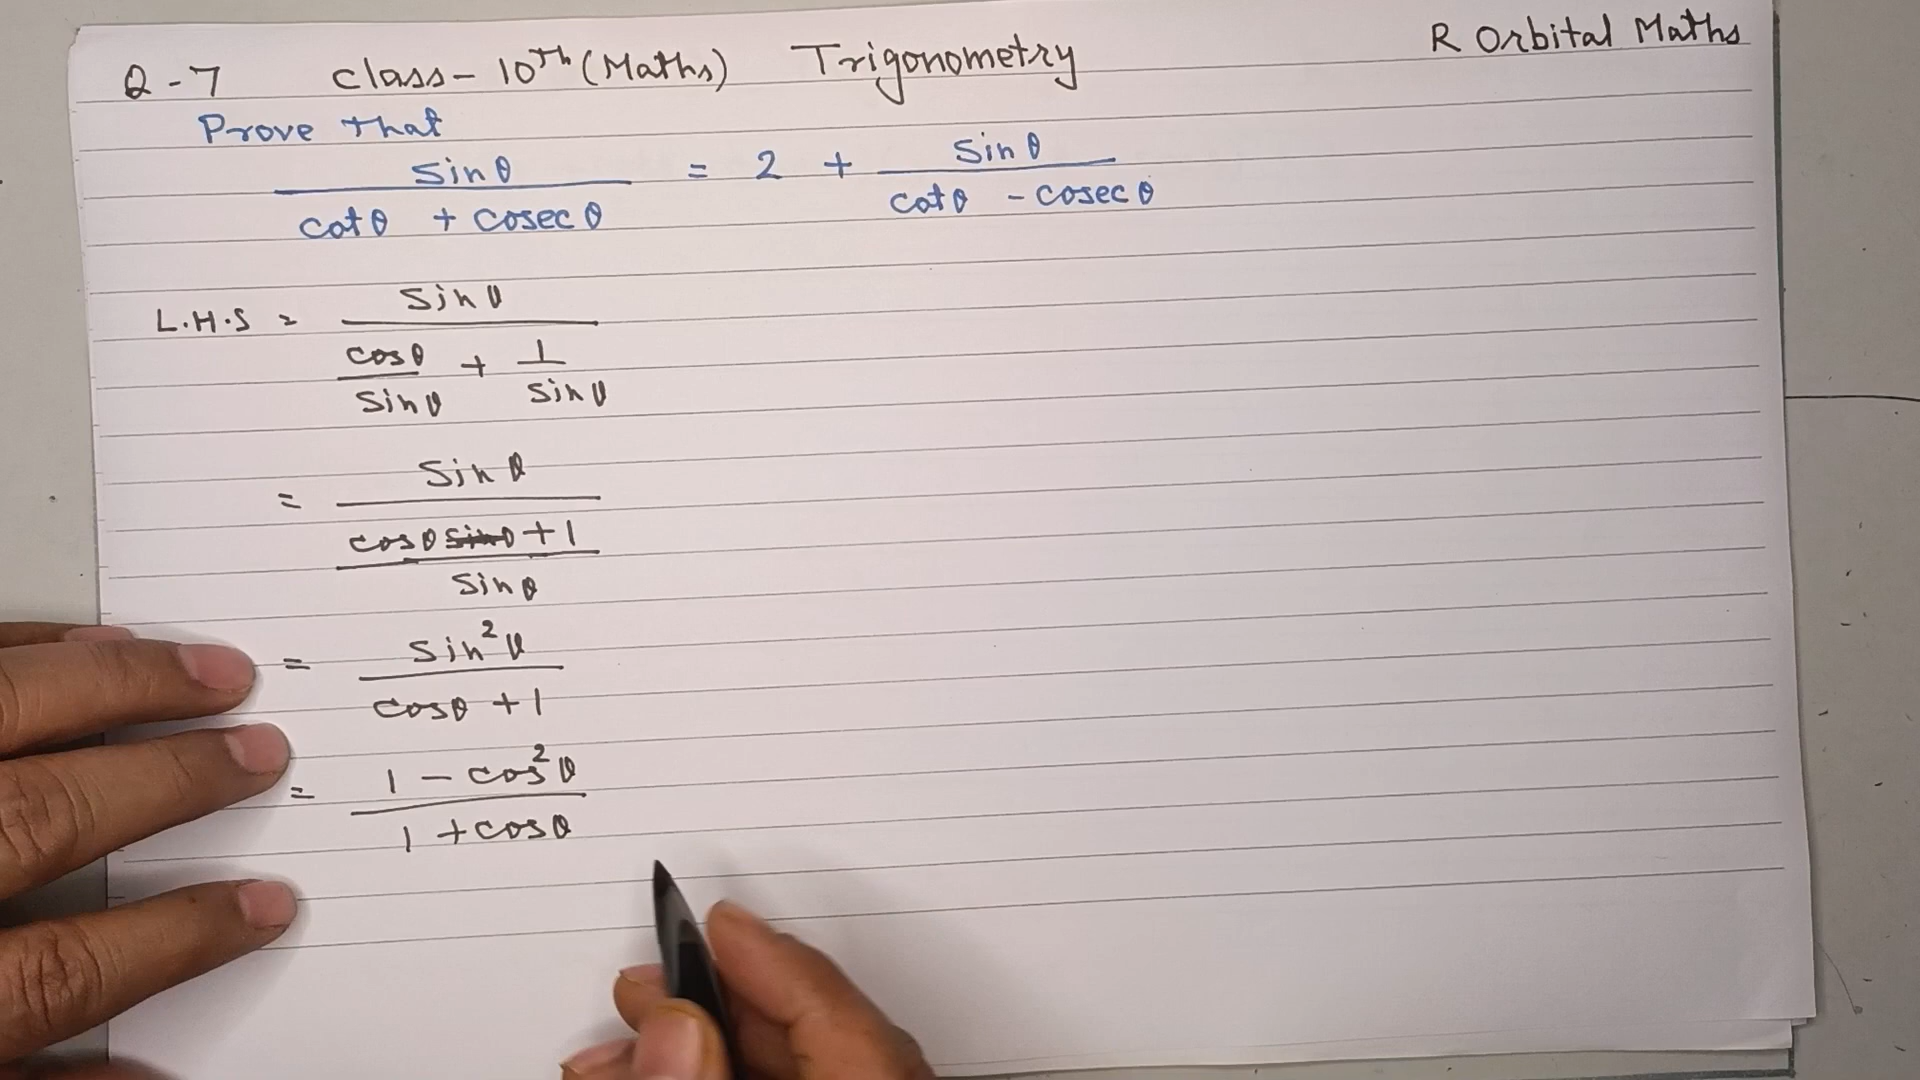 Q-7 Class-10th (Maths) Trigonometry R Orbital Maths
Prove that
sinθ / (cotθ + cosecθ) = 2 + sinθ / (cotθ - cosecθ)
L.H.S = sinθ / (cosθ/sinθ + 1/sinθ)
= sinθ / ((cosθ sinθ + 1) / sinθ)
= sin²θ / (cosθ + 1)
= (1 - cos²θ) / (1 + cosθ)